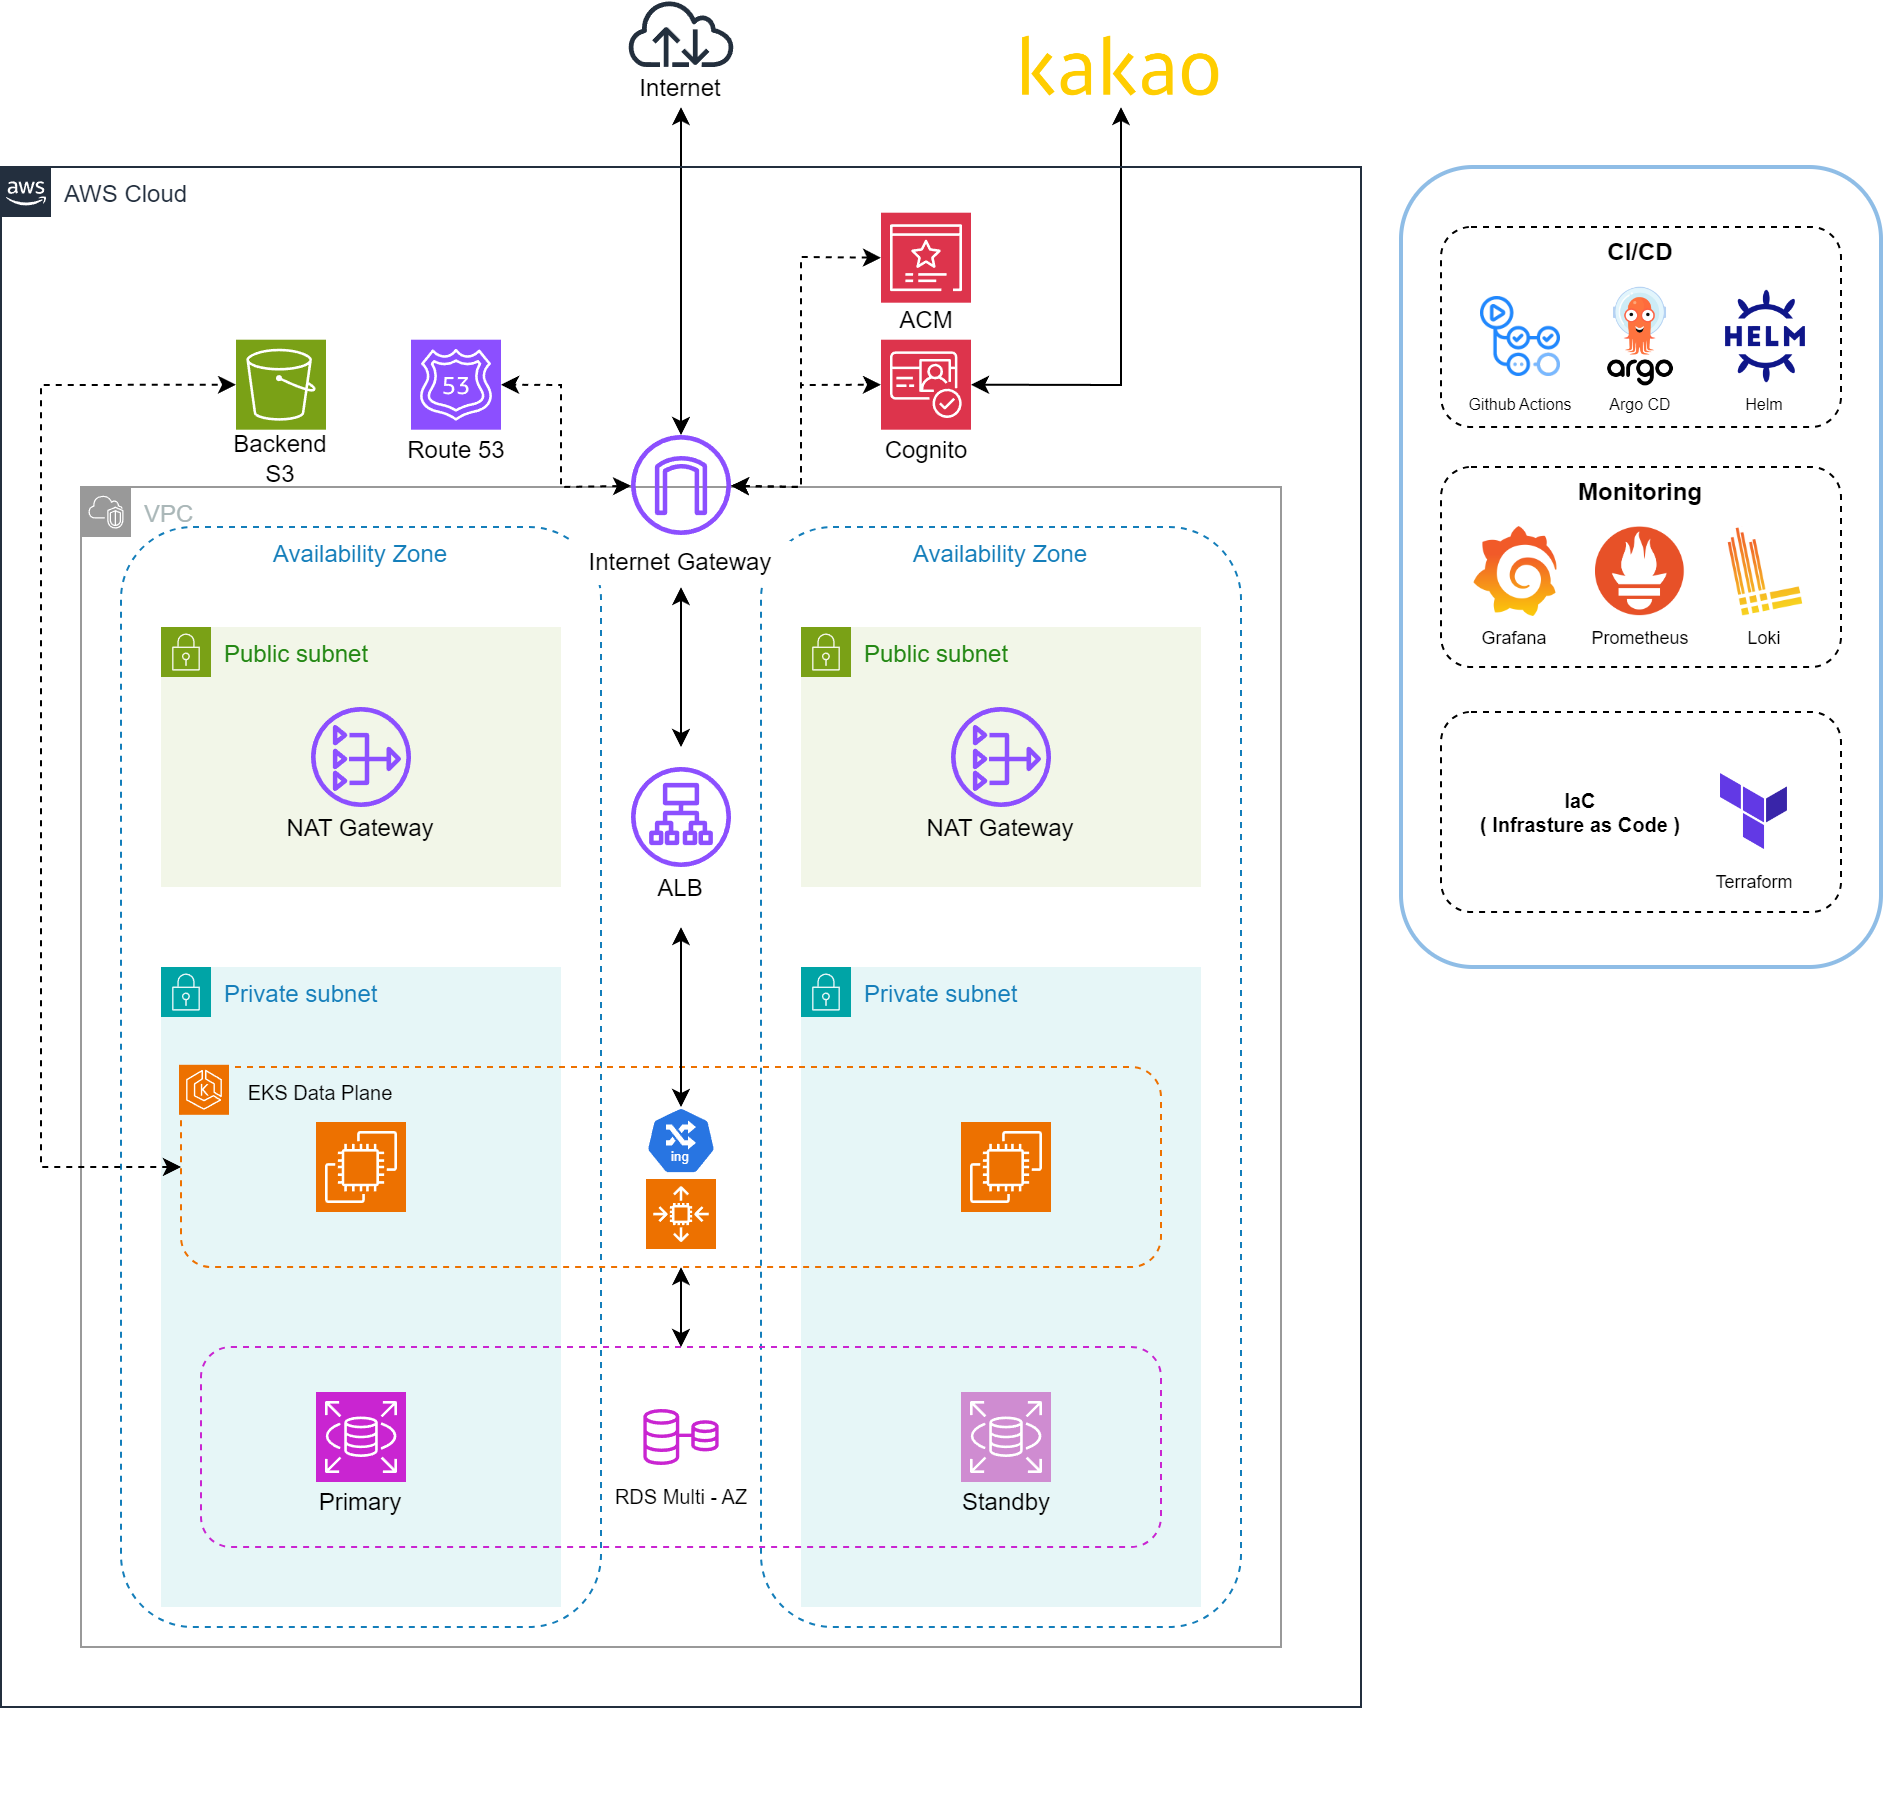 Internet
kakao
aws
AWS Cloud
ACM
Backend
S3
53
Route 53
Cognito
VPC
Availability Zone
Internet Gateway
Availability Zone
Public subnet
Public subnet
NAT Gateway
NAT Gateway
ALB
Private subnet
Private subnet
K
EKS Data Plane
ing
Primary
RDS Multi - AZ
Standby
CI/CD
HELM
argo
Github Actions
Argo CD
Helm
Monitoring
Grafana
Prometheus
Loki
IaC
( Infrasture as Code )
Terraform